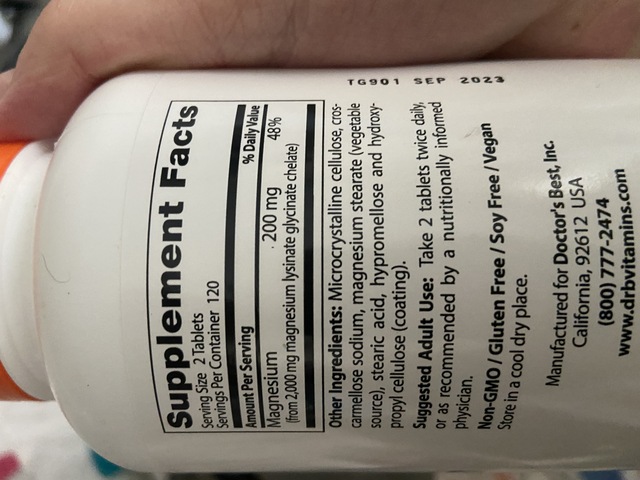 TG901 SEP 2023
Supplement Facts
Serving Size 2 Tablets
Servings Per Container 120
Amount Per Serving % Daily Value
Magnesium 200 mg 48%
(from 2,000 mg magnesium lysinate glycinate chelate)
Other Ingredients: Microcrystalline cellulose, cros-
carmellose sodium, magnesium stearate (vegetable
source), stearic acid, hypromellose and hydroxy-
propyl cellulose (coating).
Suggested Adult Use: Take 2 tablets twice daily,
or as recommended by a nutritionally informed
physician.
Non-GMO / Gluten Free / Soy Free / Vegan
Store in a cool dry place.
Manufactured for Doctor's Best, Inc.
California, 92612 USA
(800) 777-2474
www.drbvitamins.com